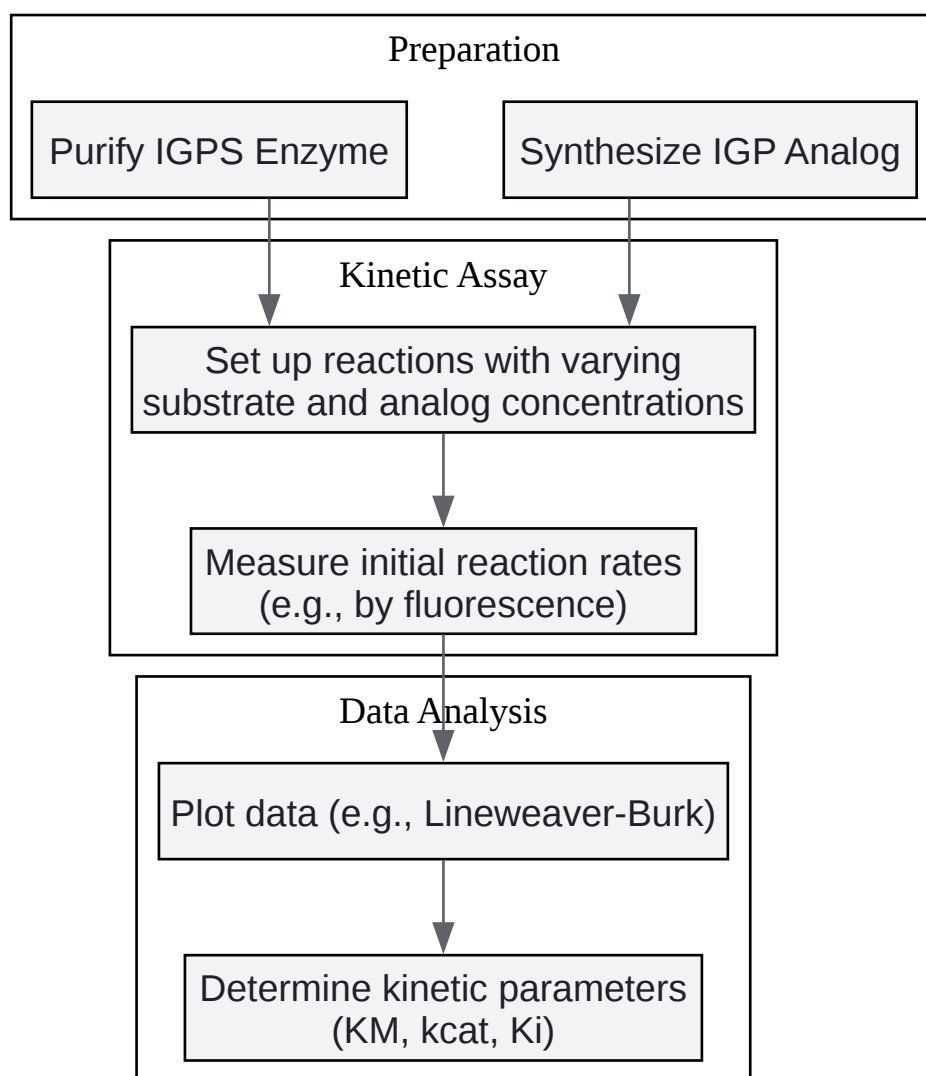 Preparation
Purify IGPS Enzyme
Synthesize IGP Analog
Kinetic Assay
Set up reactions with varying
substrate and analog concentrations
Measure initial reaction rates
(e.g., by fluorescence)
Data Analysis
Plot data (e.g., Lineweaver-Burk)
Determine kinetic parameters
(KM, kcat, Ki)